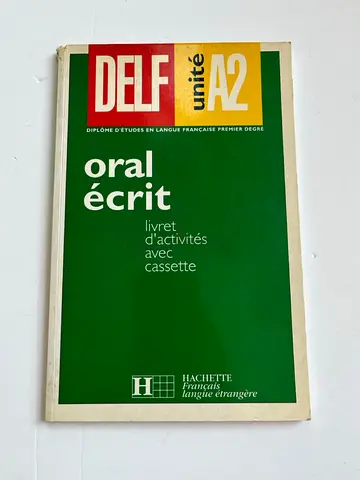 DELF unité A2
DIPLÔME D'ÉTUDES EN LANGUE FRANÇAISE PREMIER DEGRÉ
oral
écrit
livret
d'activités
avec
cassette
H HACHETTE
Français
langue étrangère